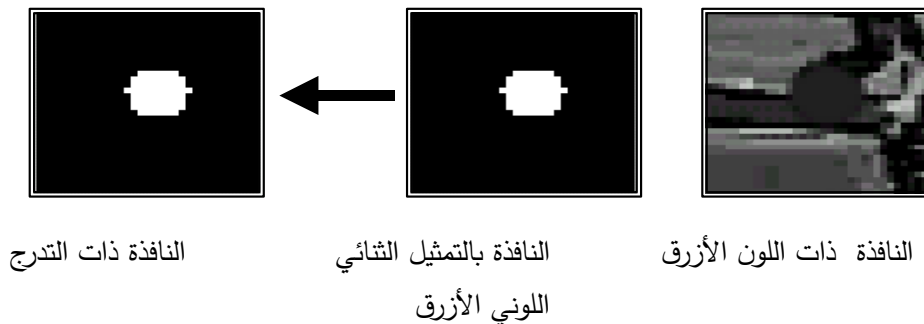 النافذة ذات اللون الأزرق
النافذة بالتمثيل الثنائي
اللوني الأزرق
النافذة ذات التدرج